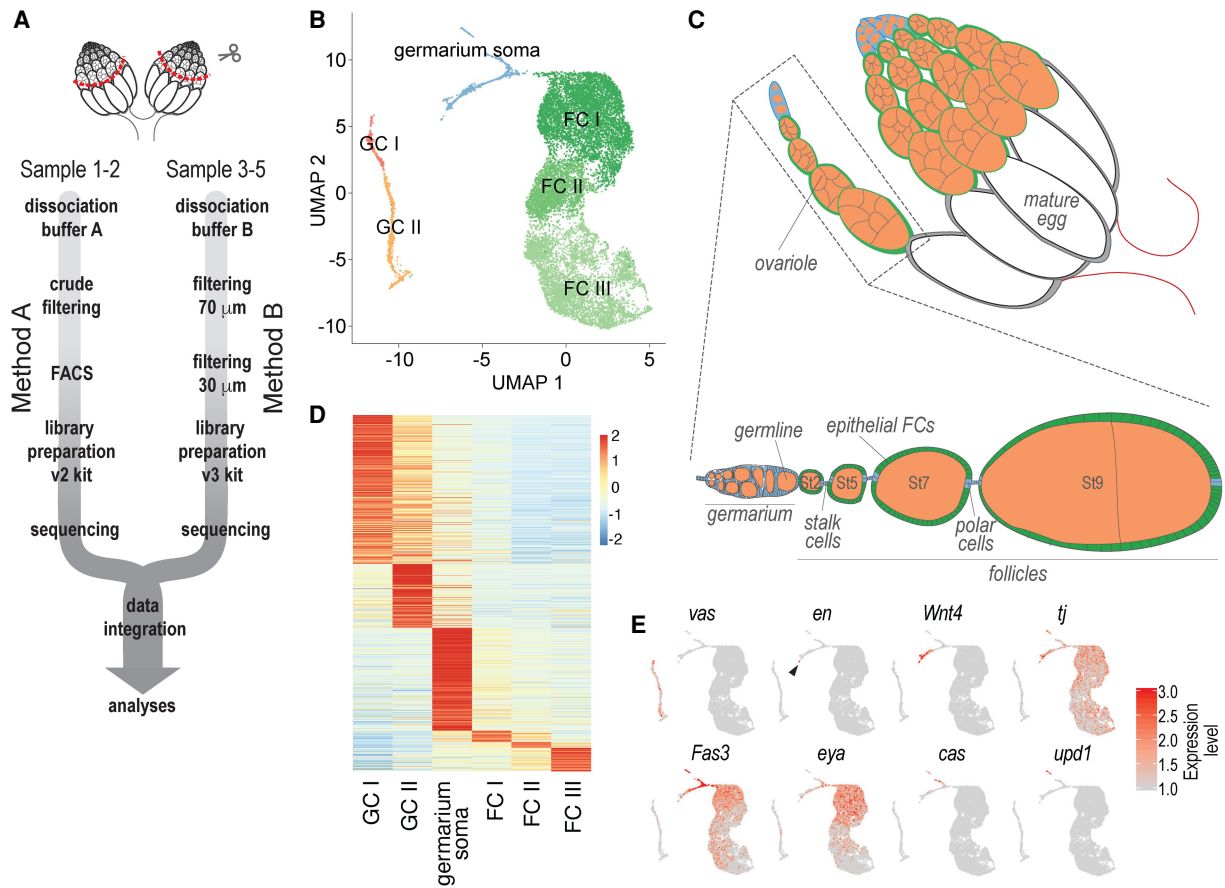 A
Sample 1-2
Sample 3-5
dissociation
buffer A
dissociation
buffer B
crude
filtering
filtering
70 μm
Method A
Method B
FACS
filtering
30 μm
library
preparation
v2 kit
library
preparation
v3 kit
sequencing
sequencing
data
integration
analyses
B
germarium soma
FC I
GC I
FC II
GC II
FC III
10
5
0
-5
-10
UMAP 2
-10
-5
0
5
UMAP 1
C
mature
egg
ovariole
germline
epithelial FCs
St2
St5
St7
St9
germarium
stalk
cells
polar
cells
follicles
D
2
1
0
-1
-2
GC I
GC II
germarium
soma
FC I
FC II
FC III
E
vas
en
Wnt4
tj
Fas3
eya
cas
upd1
3.0
2.5
2.0
1.5
1.0
Expression
level